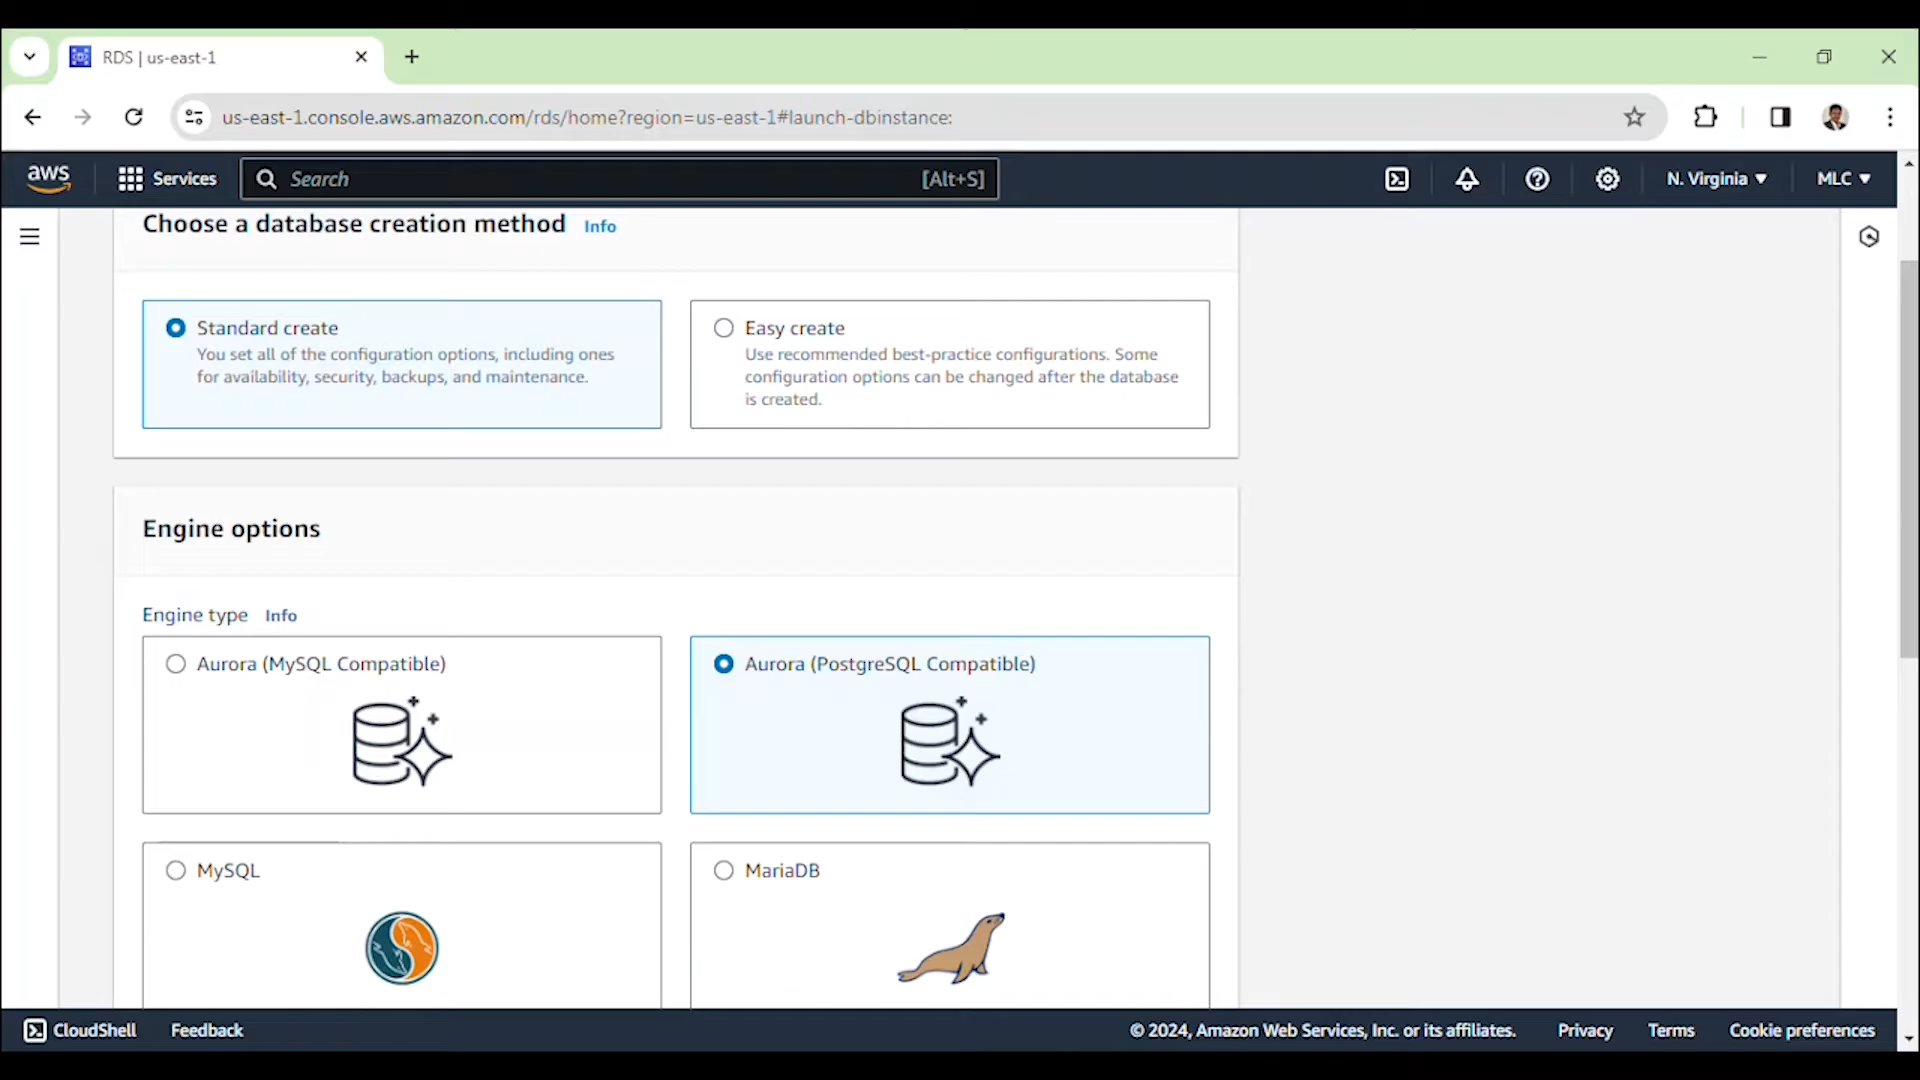 RDS | us-east-1
us-east-1.console.aws.amazon.com/rds/home?region=us-east-1#launch-dbinstance:
aws
Services
Search
[Alt+S]
N. Virginia
MLC
Choose a database creation method Info
Standard create
You set all of the configuration options, including ones
for availability, security, backups, and maintenance.
Easy create
Use recommended best-practice configurations. Some
configuration options can be changed after the database
is created.
Engine options
Engine type Info
Aurora (MySQL Compatible)
Aurora (PostgreSQL Compatible)
MySQL
MariaDB
CloudShell
Feedback
© 2024, Amazon Web Services, Inc. or its affiliates.
Privacy
Terms
Cookie preferences